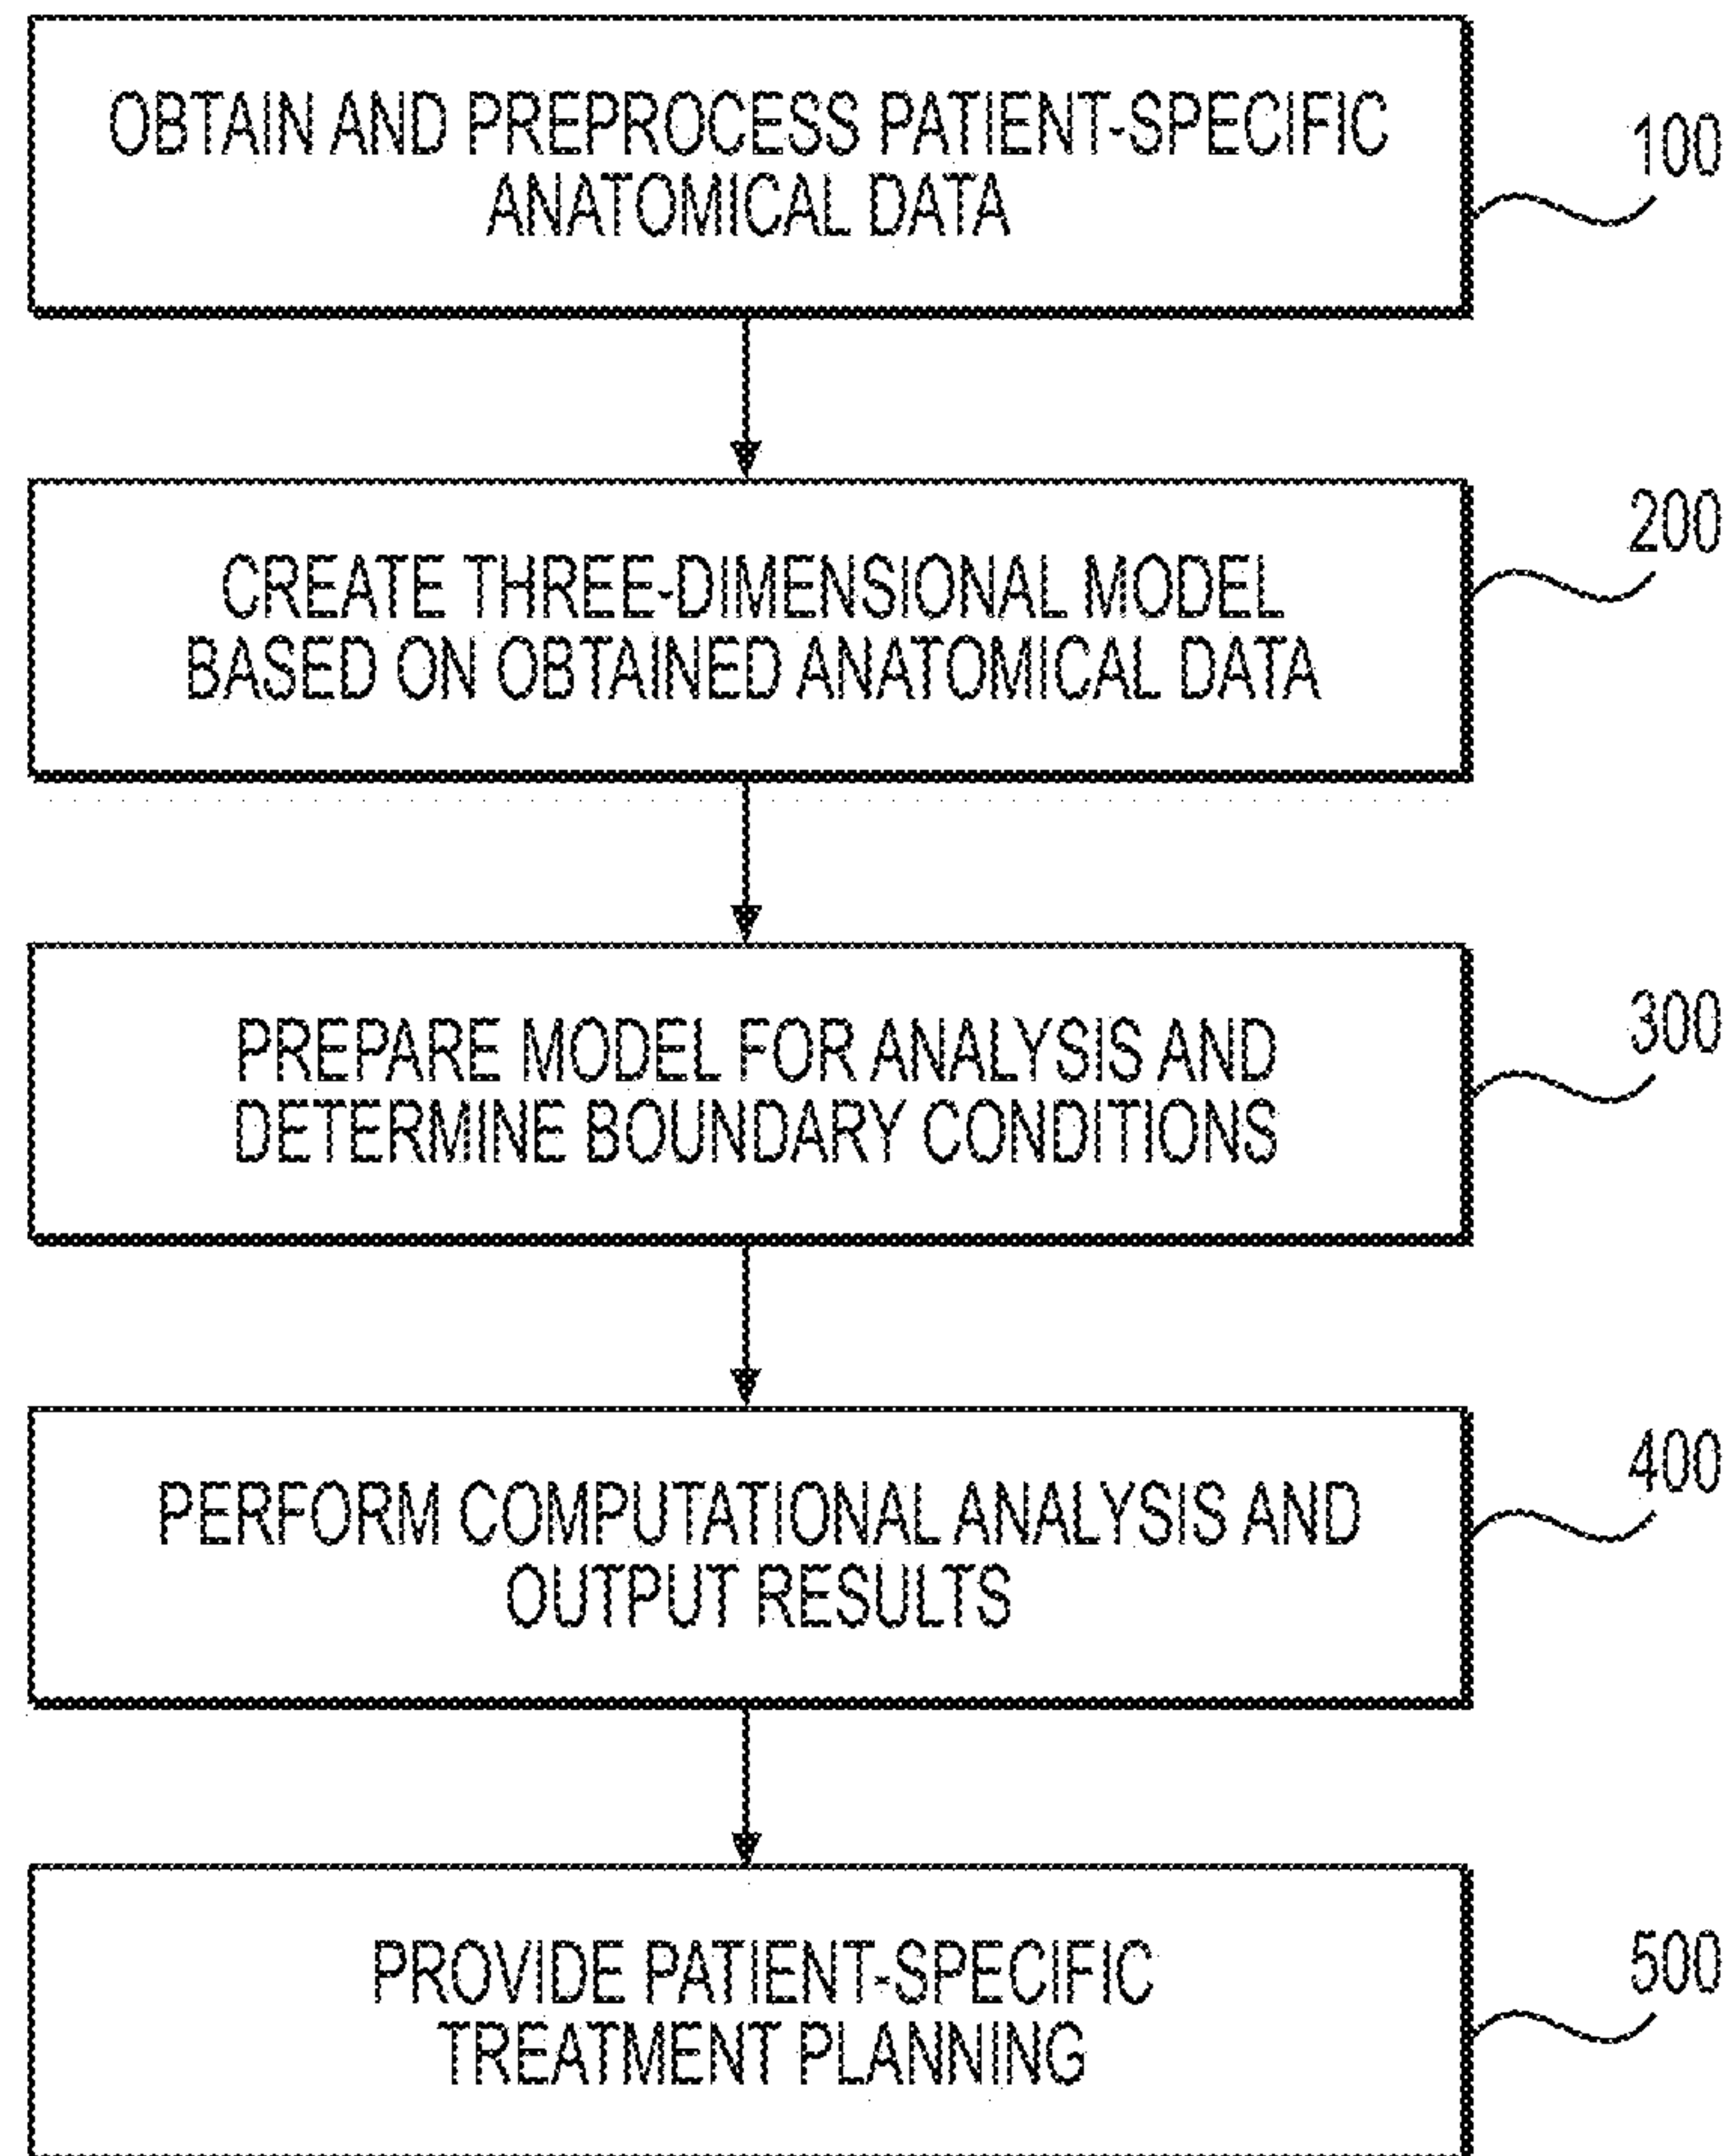 OBTAIN AND PREPROCESS PATIENT-SPECIFIC
ANATOMICAL DATA
100
CREATE THREE-DIMENSIONAL MODEL
BASED ON OBTAINED ANATOMICAL DATA
200
PREPARE MODEL FOR ANALYSIS AND
DETERMINE BOUNDARY CONDITIONS
300
PERFORM COMPUTATIONAL ANALYSIS AND
OUTPUT RESULTS
400
PROVIDE PATIENT-SPECIFIC
TREATMENT PLANNING
500